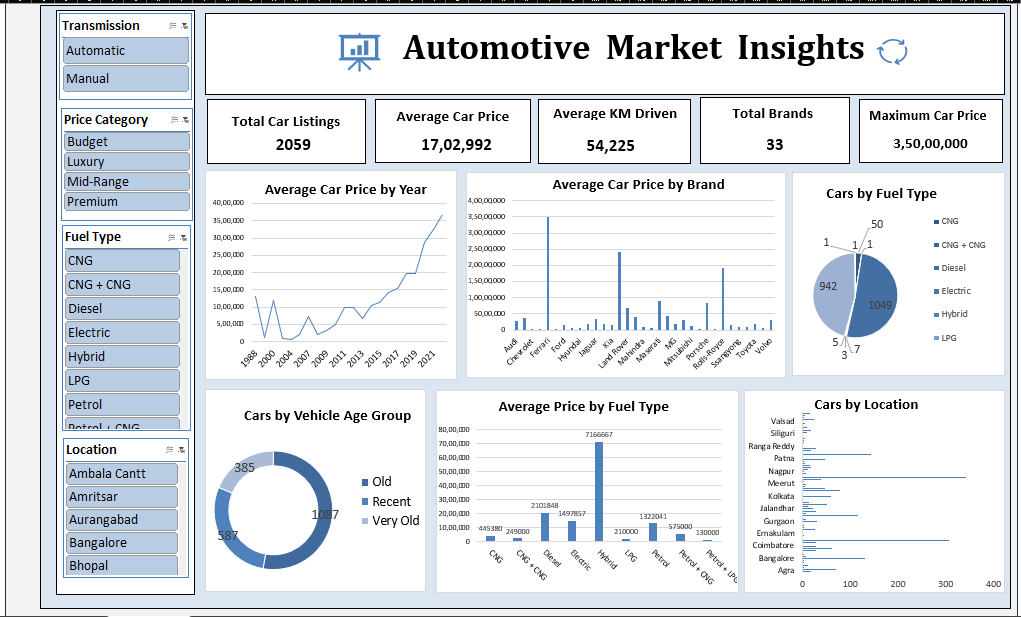 Automotive Market Insights
Transmission
Automatic
Manual
Price Category
Budget
Luxury
Mid-Range
Premium
Fuel Type
CNG
CNG + CNG
Diesel
Electric
Hybrid
LPG
Petrol
Petrol + CNG
Location
Ambala Cantt
Amritsar
Aurangabad
Bangalore
Bhopal
Total Car Listings
2059
Average Car Price
17,02,992
Average KM Driven
54,225
Total Brands
33
Maximum Car Price
3,50,00,000
Average Car Price by Year
40,00,000
35,00,000
30,00,000
25,00,000
20,00,000
15,00,000
10,00,000
5,00,000
0
1988
2000
2004
2007
2009
2011
2013
2015
2017
2019
2021
Average Car Price by Brand
4,00,00,000
3,50,00,000
3,00,00,000
2,50,00,000
2,00,00,000
1,50,00,000
1,00,00,000
50,00,000
0
Audi
Chevrolet
Ferrari
Ford
Hyundai
Jaguar
Kia
Land Rover
Mahindra
Maserati
MG
Mitsubishi
Porsche
Rolls-Royce
Ssangyong
Toyota
Volvo
Cars by Fuel Type
50
1
1
1
942
1049
5
3
7
CNG
CNG + CNG
Diesel
Electric
Hybrid
LPG
Cars by Vehicle Age Group
385
587
1087
Old
Recent
Very Old
Average Price by Fuel Type
80,00,000
70,00,000
60,00,000
50,00,000
40,00,000
30,00,000
20,00,000
10,00,000
0
445380
249000
2101848
1497857
7166667
210000
1322041
575000
130000
CNG
CNG + CNG
Diesel
Electric
Hybrid
LPG
Petrol
Petrol + CNG
Petrol + LPG
Cars by Location
Valsad
Siliguri
Ranga Reddy
Patna
Nagpur
Meerut
Kolkata
Jalandhar
Gurgaon
Ernakulam
Coimbatore
Bangalore
Agra
0
100
200
300
400